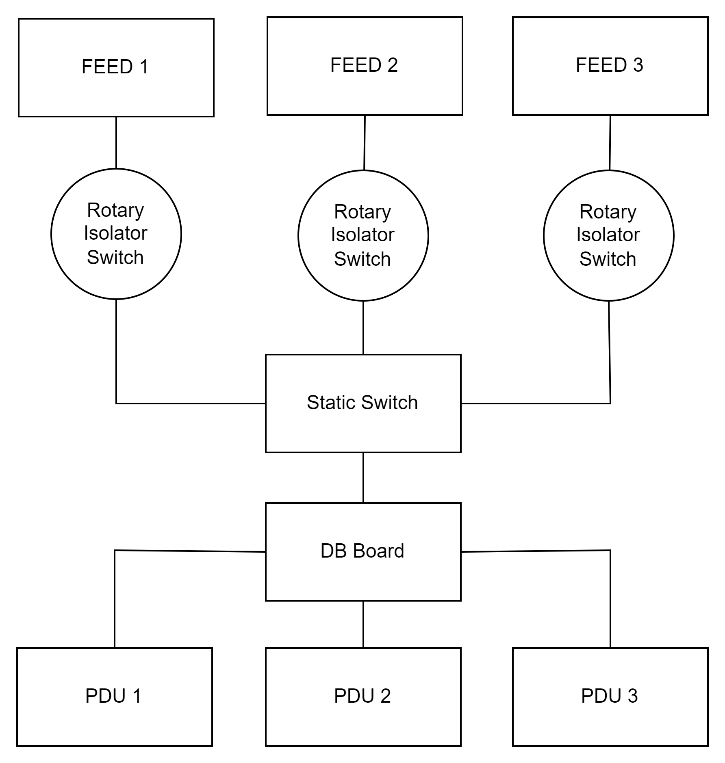 FEED 1
FEED 2
FEED 3
Rotary
Isolator
Switch
Rotary
Isolator
Switch
Rotary
Isolator
Switch
Static Switch
DB Board
PDU 1
PDU 2
PDU 3